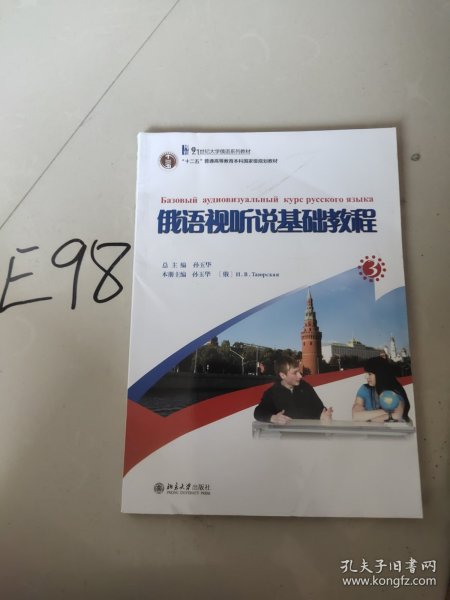 21世纪大学俄语系列教材
"十二五"普通高等教育本科国家级规划教材
Базовый аудиовизуальный курс русского языка
俄语视听说基础教程
总主编 孙玉华
本册主编 孙玉华 [俄] И. В. Таюрская
3
E98
北京大学出版社
PEKING UNIVERSITY PRESS
孔夫子旧书网
www.kongfz.com